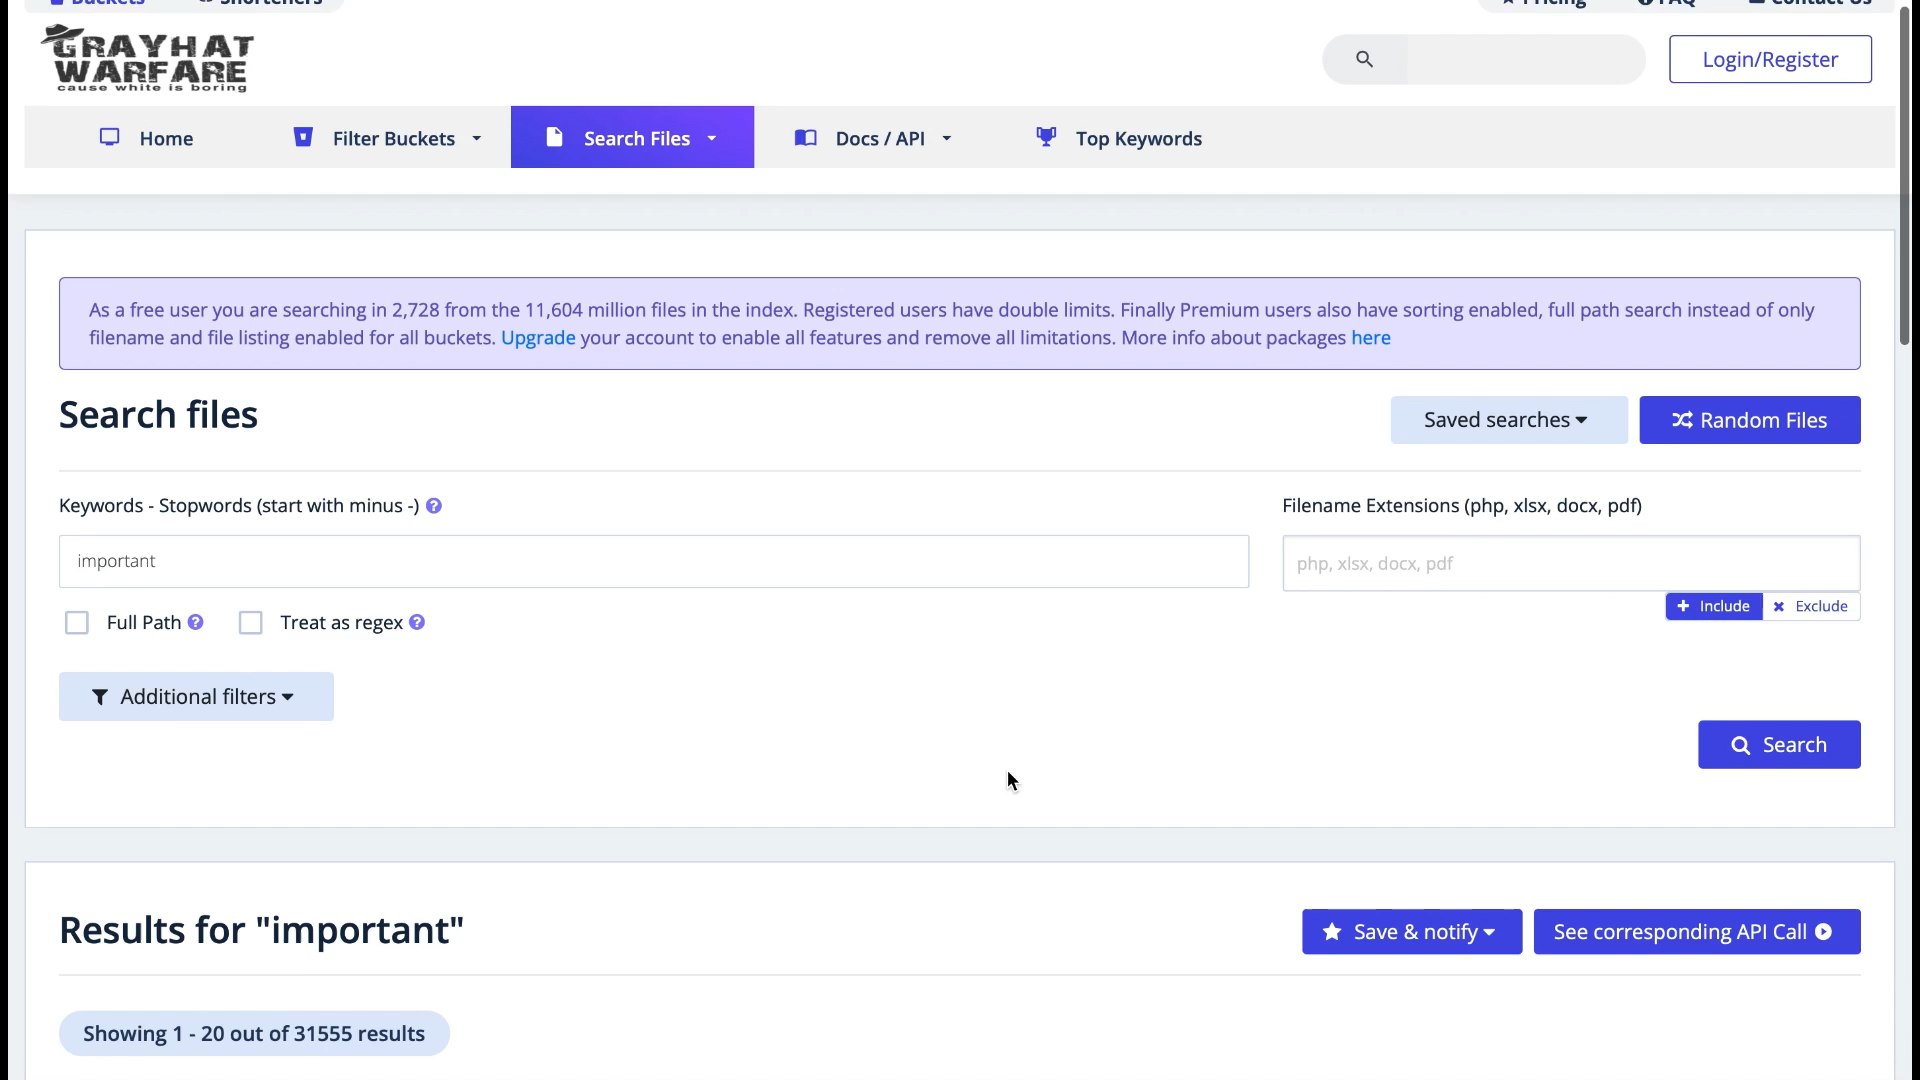 Buckets Shorteners Pricing FAQ Contact Us
GRAYHAT
WARFARE
cause white is boring
Login/Register
Home Filter Buckets Search Files Docs / API Top Keywords
As a free user you are searching in 2,728 from the 11,604 million files in the index. Registered users have double limits. Finally Premium users also have sorting enabled, full path search instead of only
filename and file listing enabled for all buckets. Upgrade your account to enable all features and remove all limitations. More info about packages here
Search files
Saved searches Random Files
Keywords - Stopwords (start with minus -) ?
Filename Extensions (php, xlsx, docx, pdf)
important
php, xlsx, docx, pdf
Include Exclude
Full Path ? Treat as regex ?
Additional filters
Search
Results for "important"
Save & notify See corresponding API Call
Showing 1 - 20 out of 31555 results